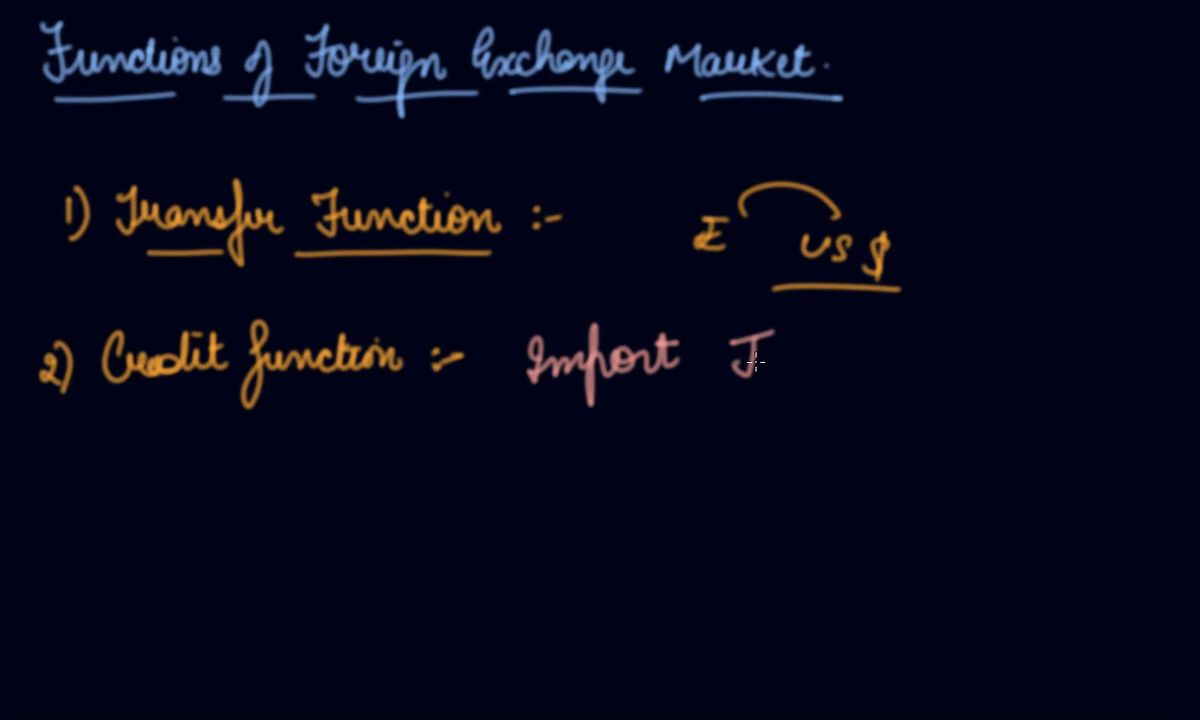 Functions of Foreign Exchange Market.
1) Transfer Function :- US $
2) Credit function :- Import